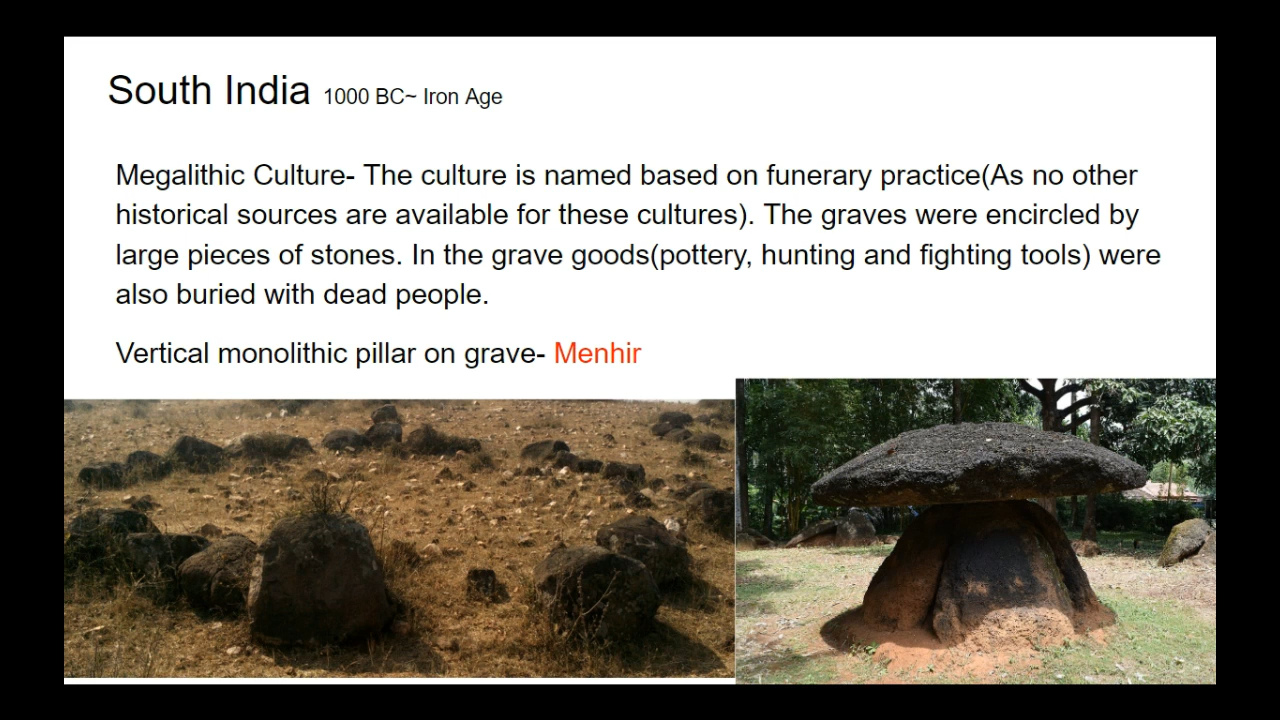 South India 1000 BC~ Iron Age
Megalithic Culture- The culture is named based on funerary practice(As no other
historical sources are available for these cultures). The graves were encircled by
large pieces of stones. In the grave goods(pottery, hunting and fighting tools) were
also buried with dead people.
Vertical monolithic pillar on grave- Menhir